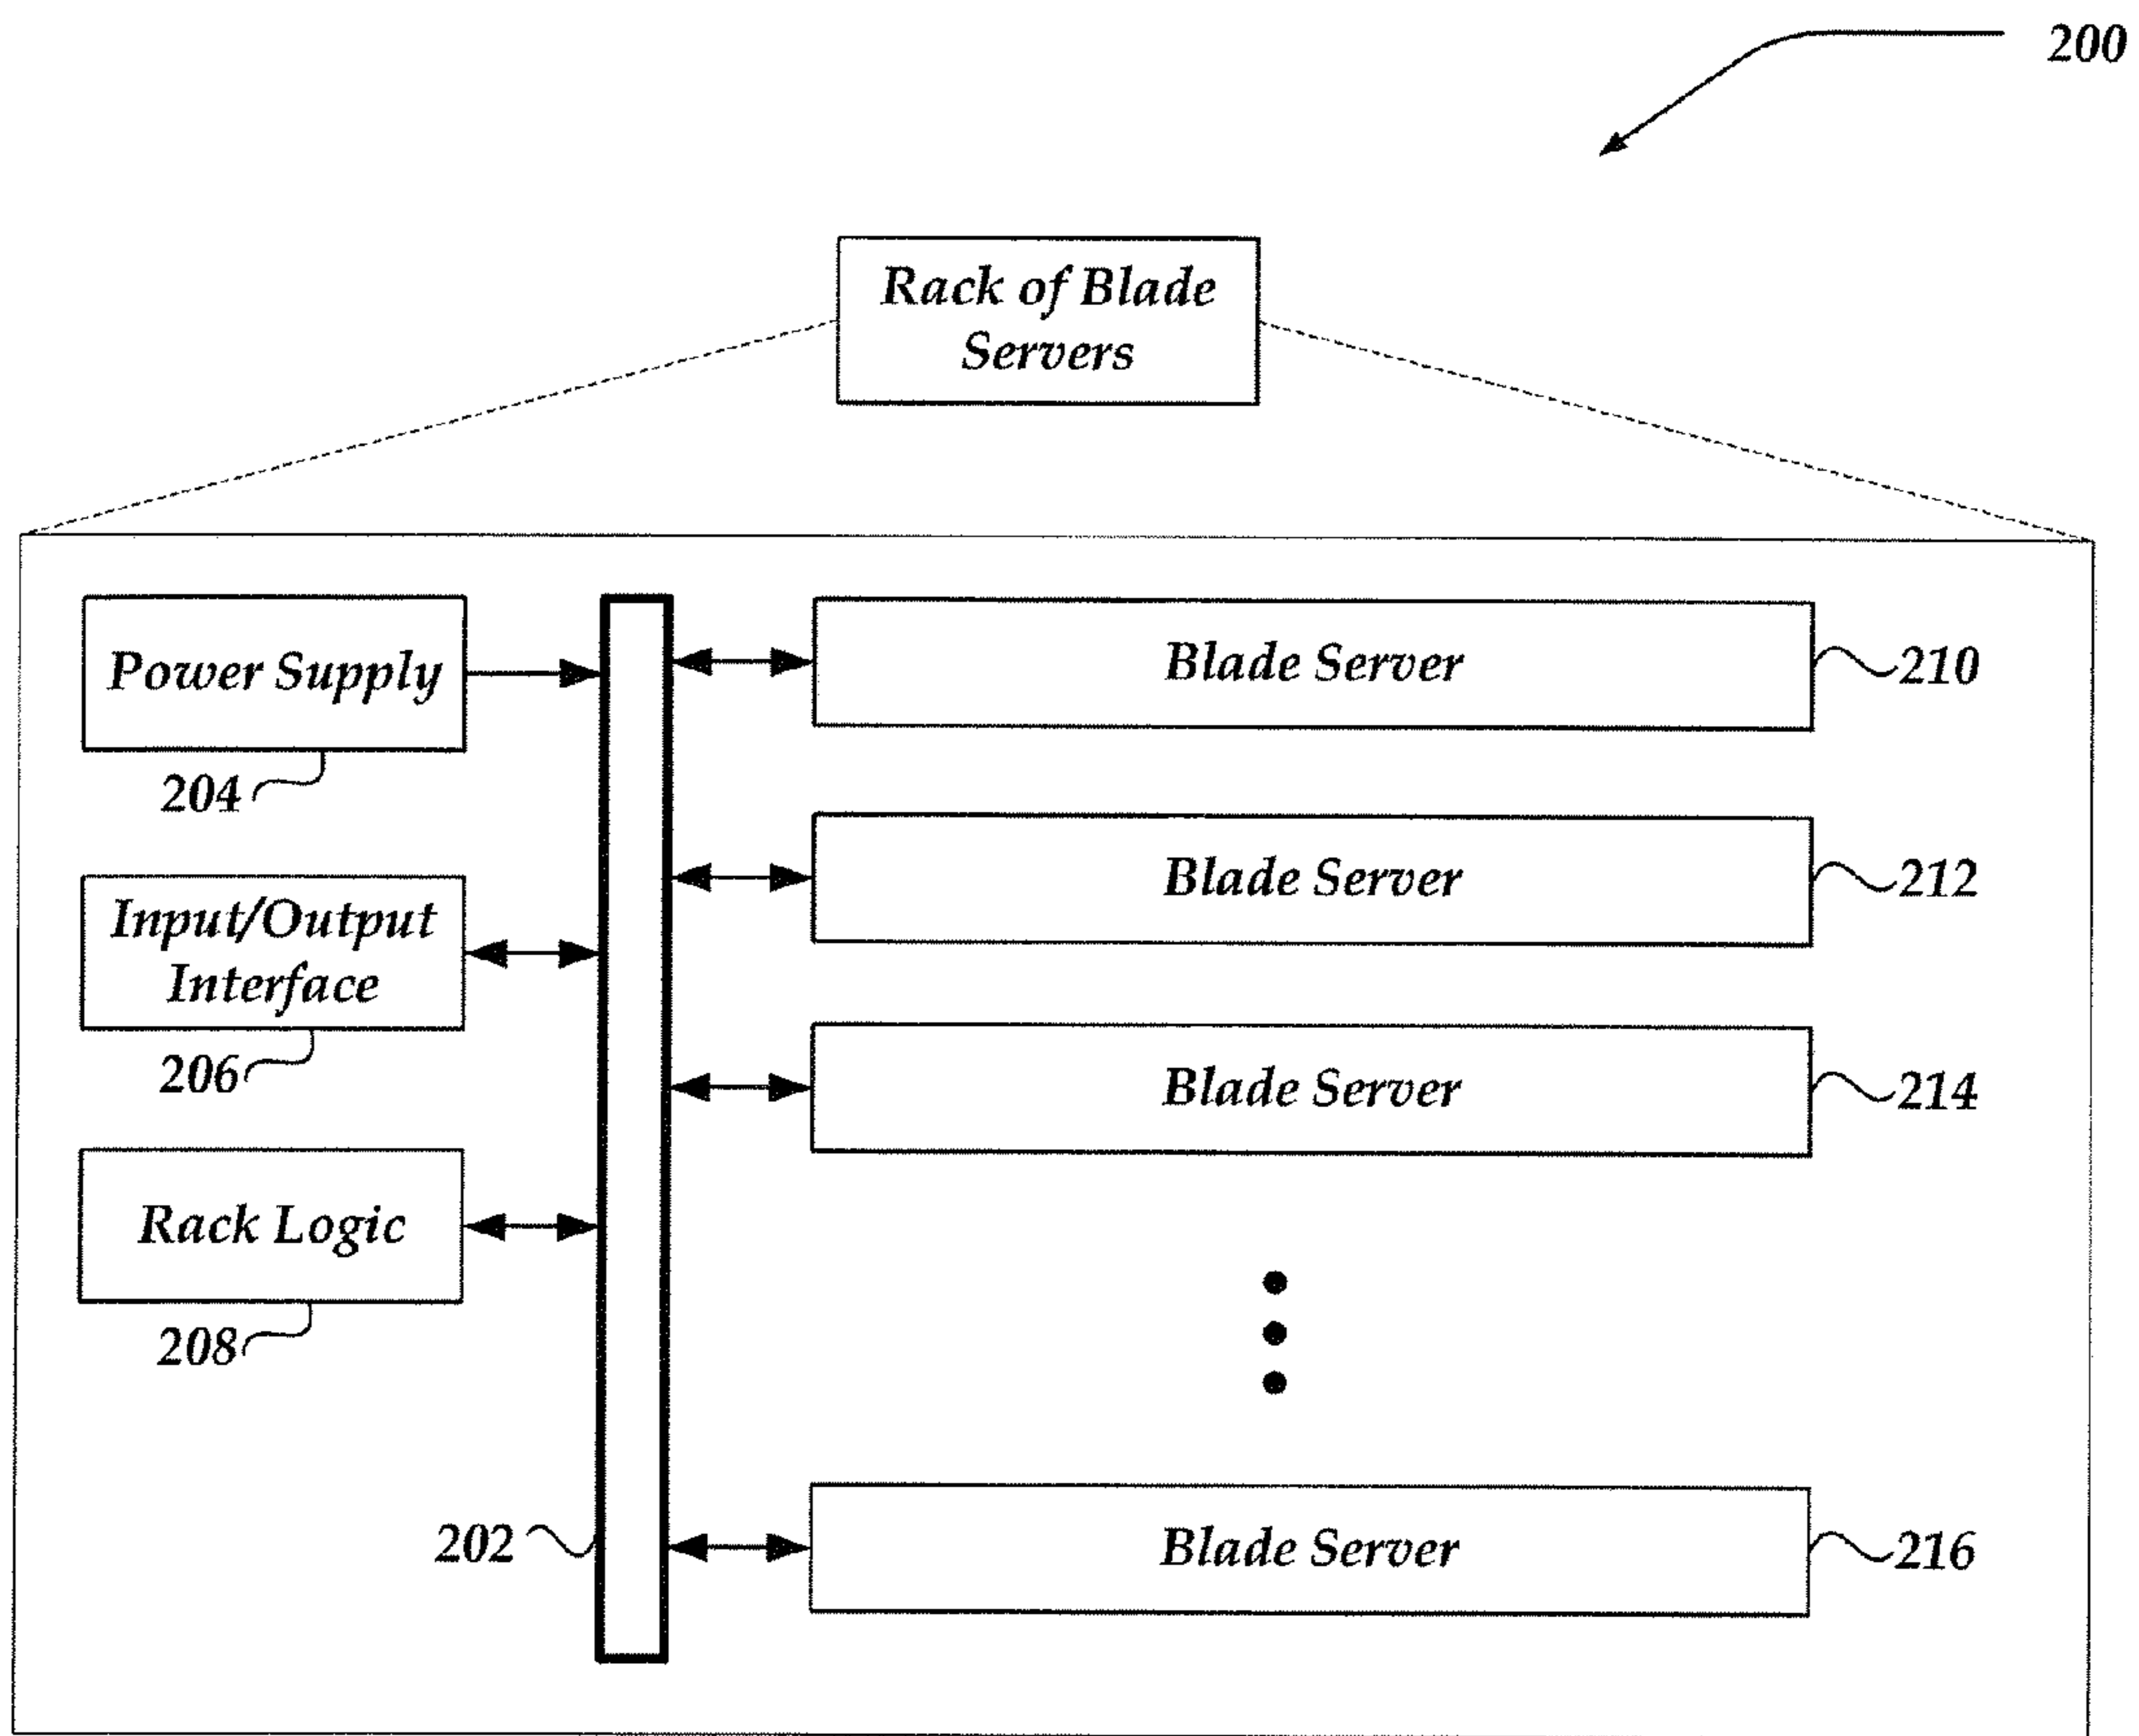 200
Rack of Blade
Servers
Power Supply
204
Input/Output
Interface
206
Rack Logic
208
202
Blade Server
210
Blade Server
212
Blade Server
214
Blade Server
216